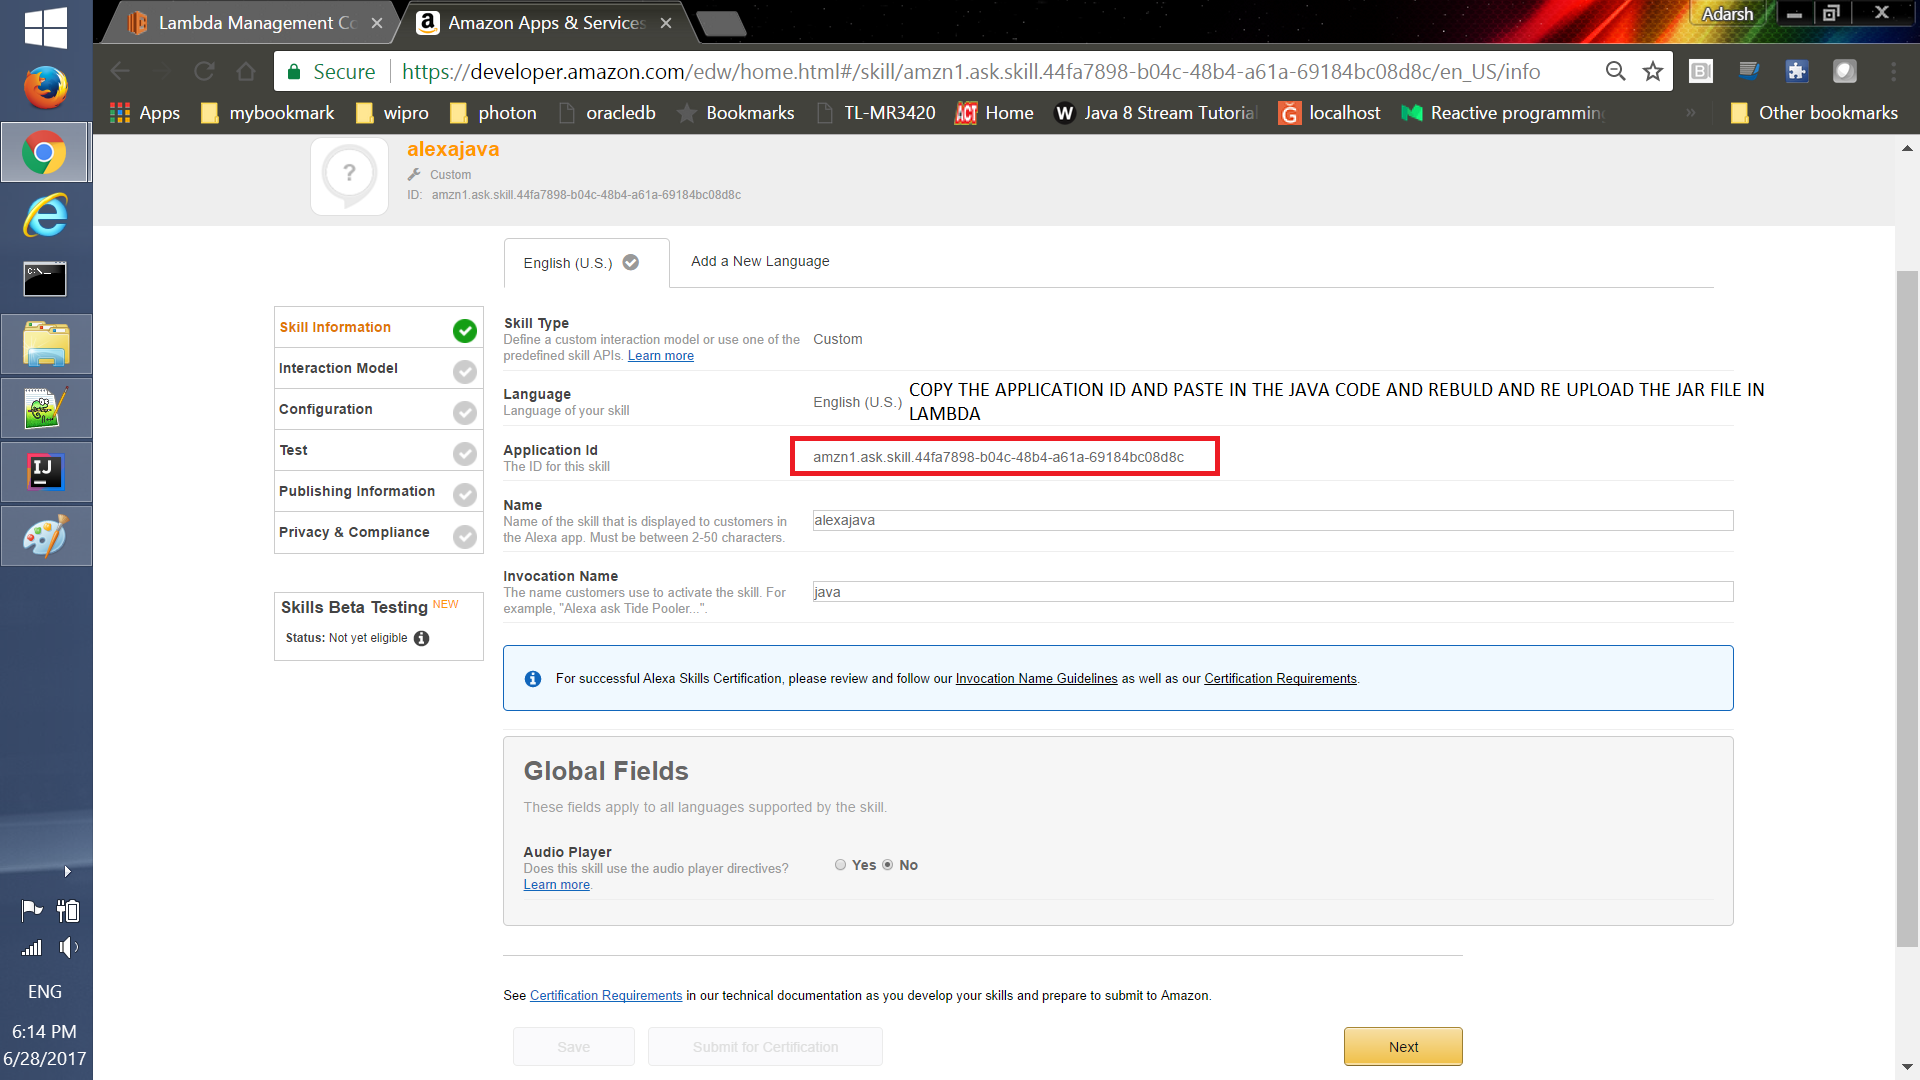 Lambda Management Co
Amazon Apps & Services
Adarsh
Secure
https://developer.amazon.com/edw/home.html#/skill/amzn1.ask.skill.44fa7898-b04c-48b4-a61a-69184bc08d8c/en_US/info
Apps mybookmark wipro photon oracledb Bookmarks TL-MR3420 Home Java 8 Stream Tutorial localhost Reactive programming » Other bookmarks
alexajava
Custom
ID: amzn1.ask.skill.44fa7898-b04c-48b4-a61a-69184bc08d8c
English (U.S.)
Add a New Language
Skill Information
Interaction Model
Configuration
Test
Publishing Information
Privacy & Compliance
Skills Beta Testing NEW
Status: Not yet eligible
Skill Type
Define a custom interaction model or use one of the
predefined skill APIs. Learn more
Custom
Language
Language of your skill
English (U.S.)
COPY THE APPLICATION ID AND PASTE IN THE JAVA CODE AND REBULD AND RE UPLOAD THE JAR FILE IN
LAMBDA
Application Id
The ID for this skill
amzn1.ask.skill.44fa7898-b04c-48b4-a61a-69184bc08d8c
Name
Name of the skill that is displayed to customers in
the Alexa app. Must be between 2-50 characters.
alexajava
Invocation Name
The name customers use to activate the skill. For
example, "Alexa ask Tide Pooler...".
java
For successful Alexa Skills Certification, please review and follow our Invocation Name Guidelines as well as our Certification Requirements.
Global Fields
These fields apply to all languages supported by the skill.
Audio Player
Does this skill use the audio player directives?
Learn more.
Yes No
See Certification Requirements in our technical documentation as you develop your skills and prepare to submit to Amazon.
Save
Submit for Certification
Next
ENG
6:14 PM
6/28/2017